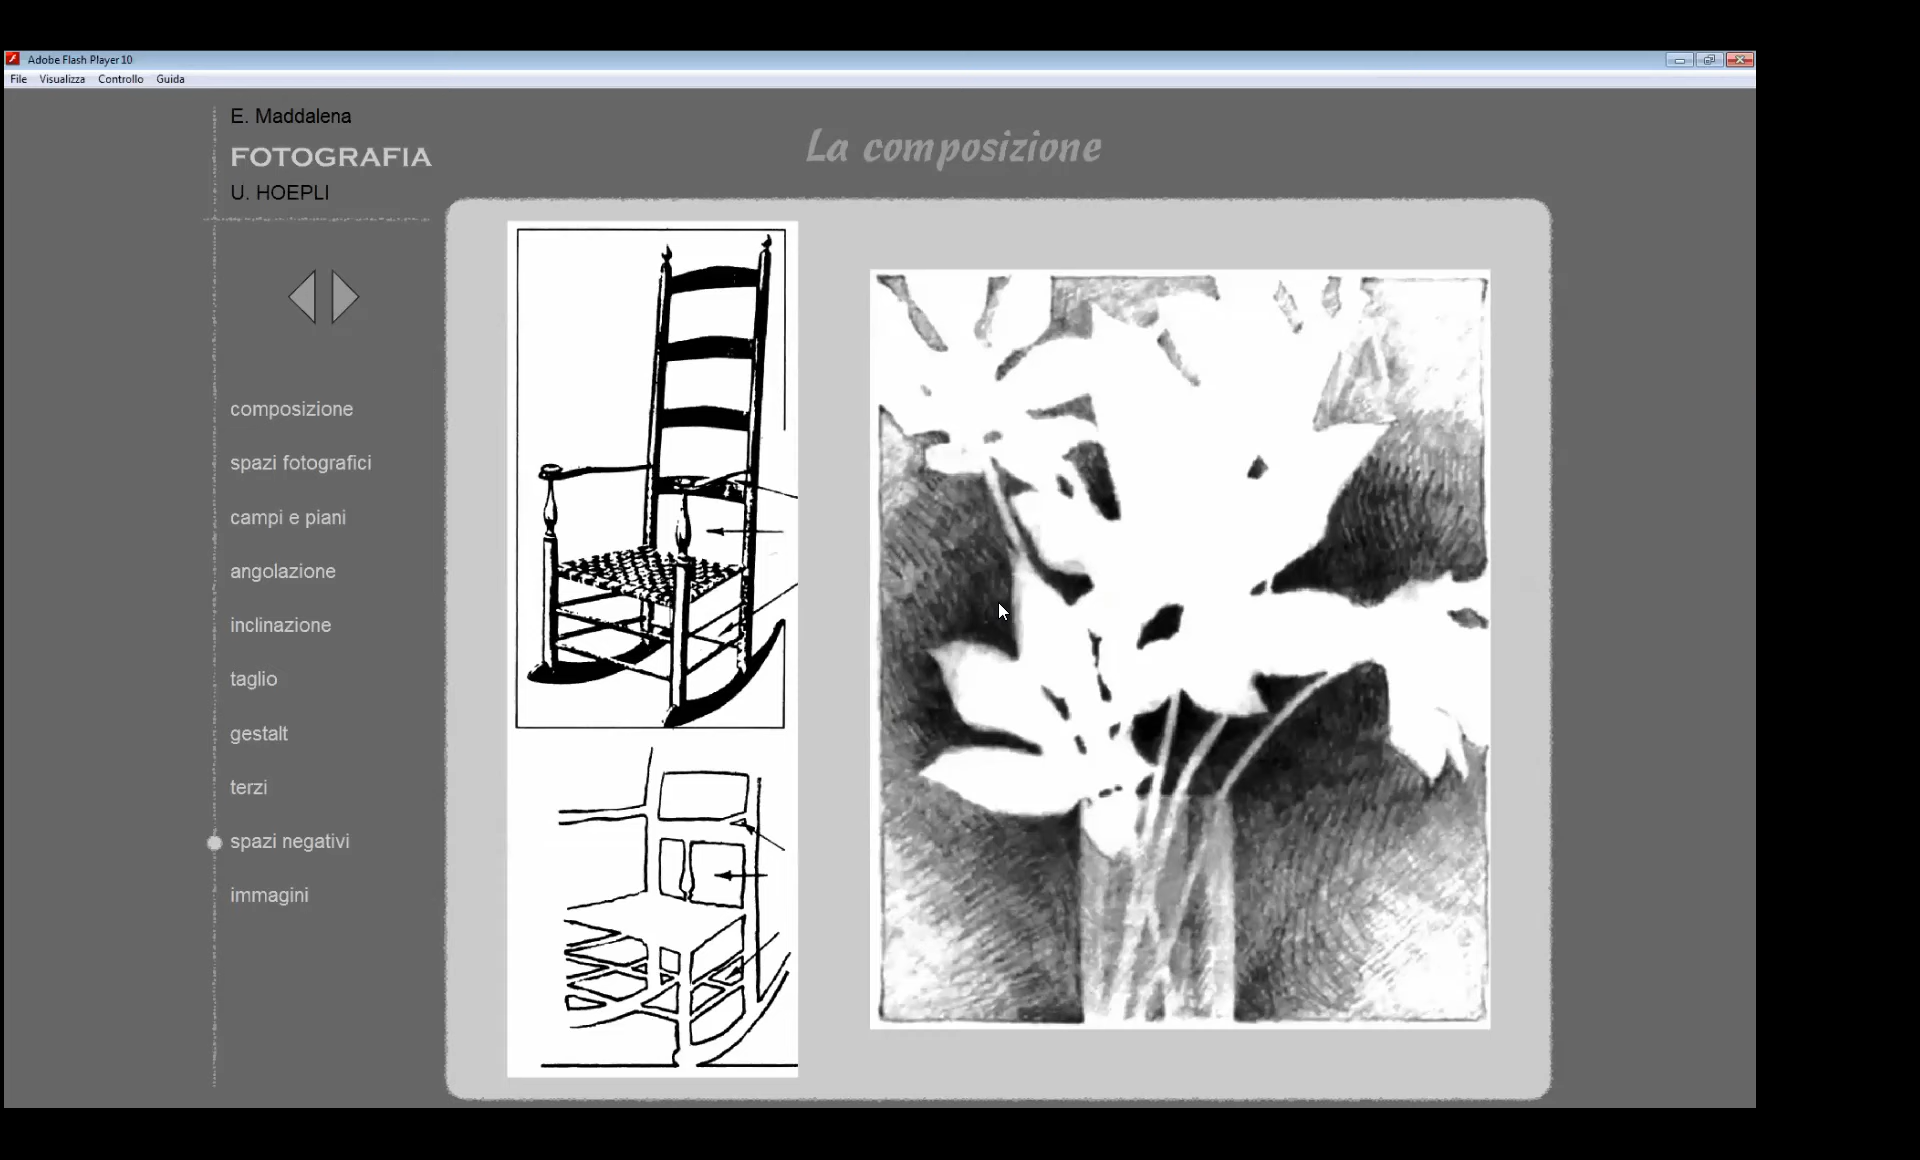 Adobe Flash Player 10
File Visualizza Controllo Guida
E. Maddalena
FOTOGRAFIA
U. HOEPLI
La composizione
composizione
spazi fotografici
campi e piani
angolazione
inclinazione
taglio
gestalt
terzi
spazi negativi
immagini